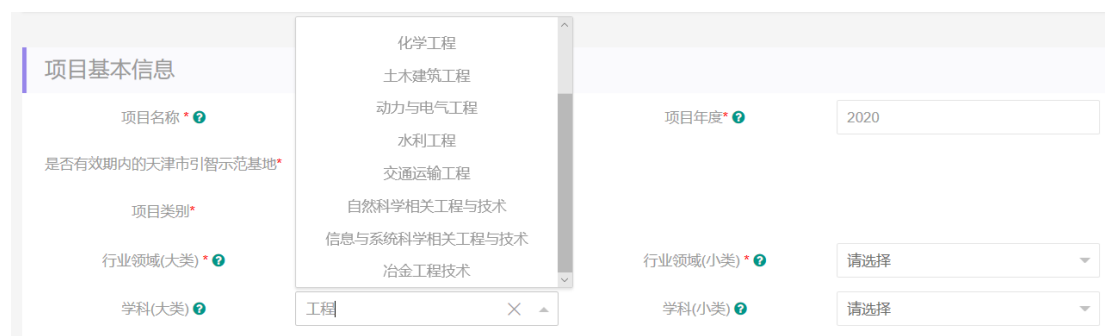 化学工程
项目基本信息
土木建筑工程
项目名称 * ?
动力与电气工程
项目年度* ?
2020
水利工程
是否有效期内的天津市引智示范基地*
交通运输工程
项目类别*
自然科学相关工程与技术
信息与系统科学相关工程与技术
行业领域(大类) * ?
冶金工程技术
行业领域(小类) * ?
请选择
学科(大类) ?
工程
学科(小类) ?
请选择